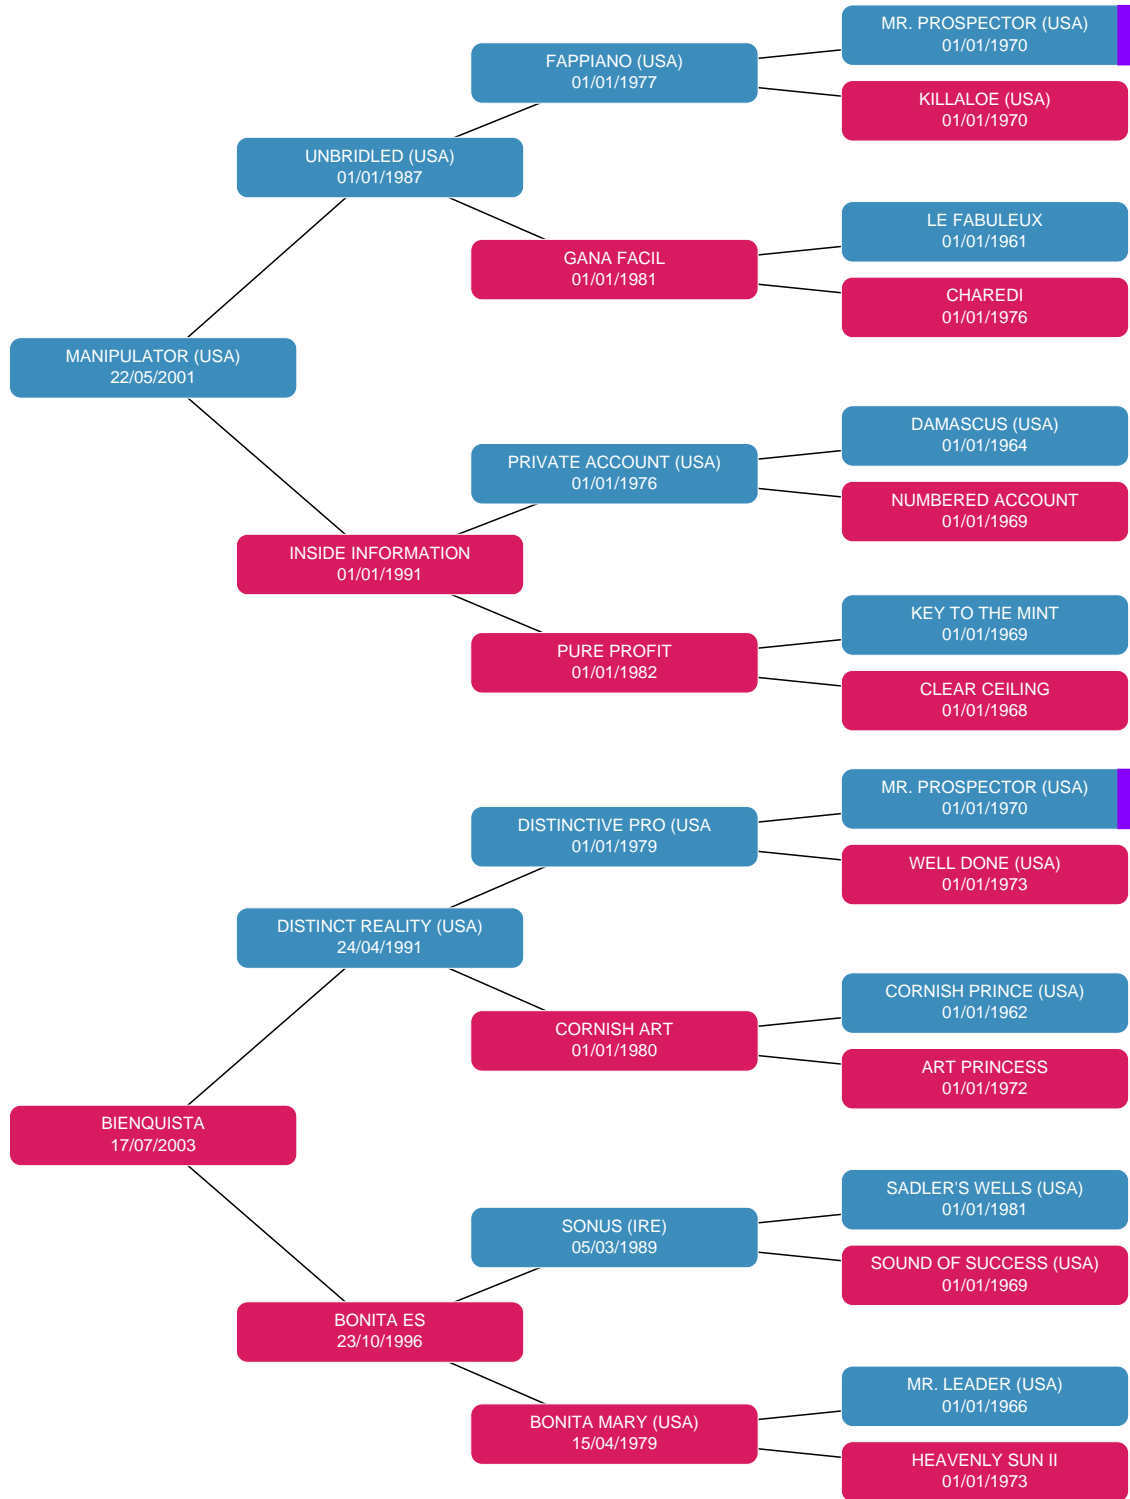 MR. PROSPECTOR (USA)
01/01/1970
FAPPIANO (USA)
01/01/1977
KILLALOE (USA)
01/01/1970
UNBRIDLED (USA)
01/01/1987
LE FABULEUX
01/01/1961
GANA FACIL
01/01/1981
CHAREDI
01/01/1976
MANIPULATOR (USA)
22/05/2001
DAMASCUS (USA)
01/01/1964
PRIVATE ACCOUNT (USA)
01/01/1976
NUMBERED ACCOUNT
01/01/1969
INSIDE INFORMATION
01/01/1991
KEY TO THE MINT
01/01/1969
PURE PROFIT
01/01/1982
CLEAR CEILING
01/01/1968
MR. PROSPECTOR (USA)
01/01/1970
DISTINCTIVE PRO (USA
01/01/1979
WELL DONE (USA)
01/01/1973
DISTINCT REALITY (USA)
24/04/1991
CORNISH PRINCE (USA)
01/01/1962
CORNISH ART
01/01/1980
ART PRINCESS
01/01/1972
BIENQUISTA
17/07/2003
SADLER'S WELLS (USA)
01/01/1981
SONUS (IRE)
05/03/1989
SOUND OF SUCCESS (USA)
01/01/1969
BONITA ES
23/10/1996
MR. LEADER (USA)
01/01/1966
BONITA MARY (USA)
15/04/1979
HEAVENLY SUN II
01/01/1973